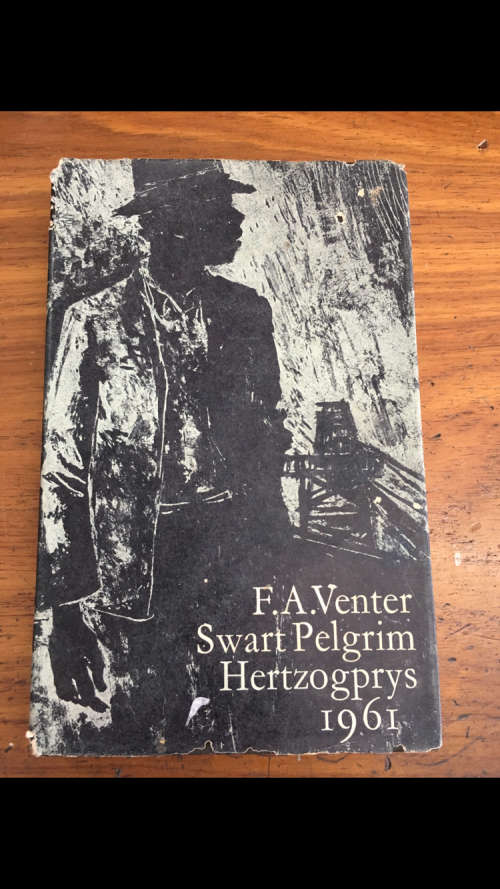 F.A.Venter
Swart Pelgrim
Hertzogprys
1961